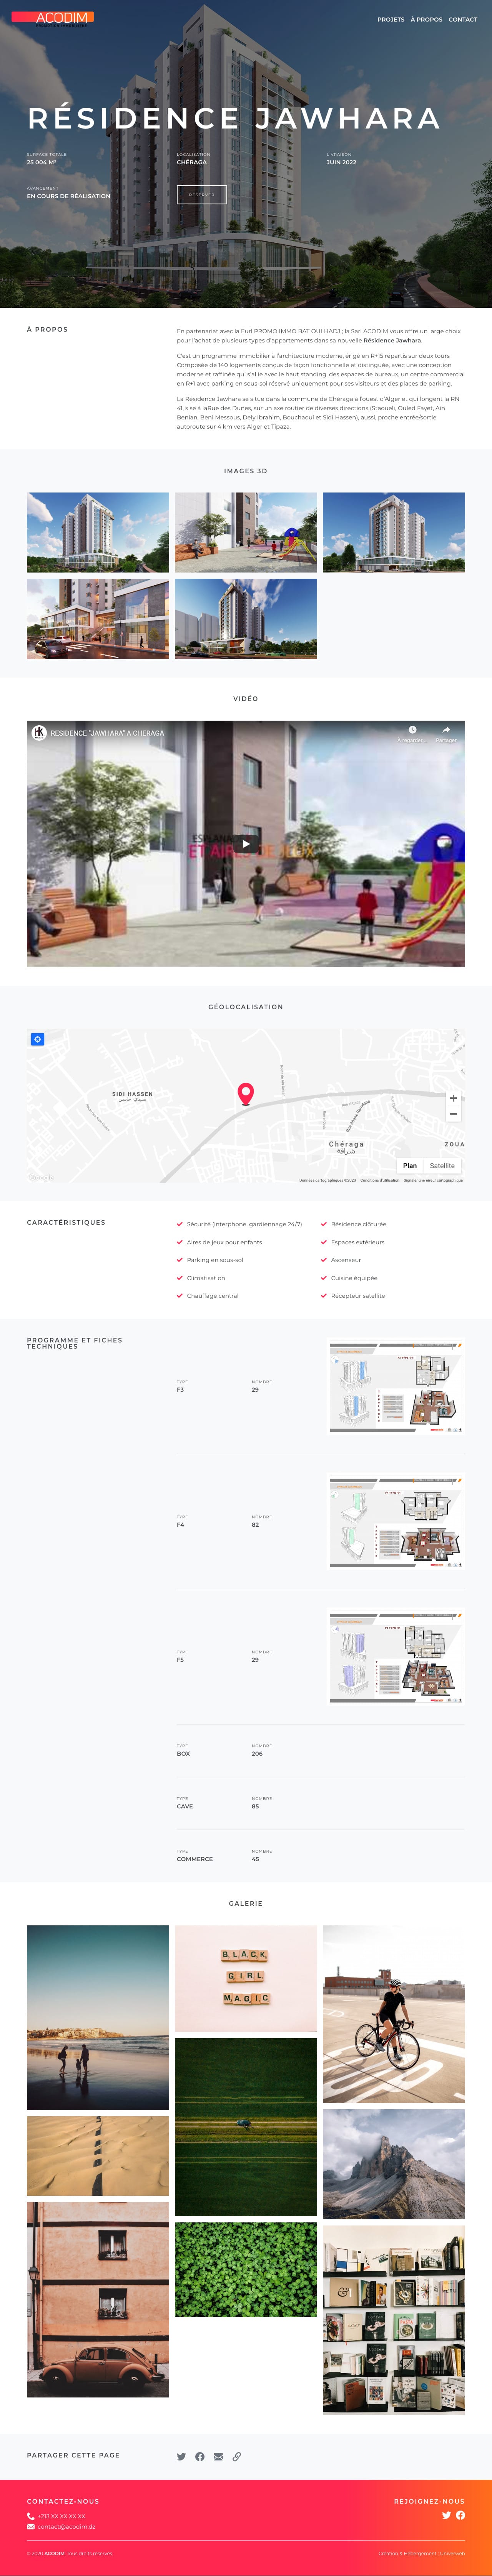 ACODIM
PROJETS À PROPOS CONTACT
RÉSIDENCE JAWHARA
SURFACE TOTALE
25 004 M²
LOCALISATION
CHÉRAGA
LIVRAISON
JUIN 2022
AVANCEMENT
EN COURS DE RÉALISATION
RÉSERVER
À PROPOS
En partenariat avec la Eurl PROMO IMMO BAT OULHADJ ; la Sarl ACODIM vous offre un large choix
pour l'achat de plusieurs types d'appartements dans sa nouvelle Résidence Jawhara.
C'est un programme immobilier à l'architecture moderne, érigé en R+15 répartis sur deux tours
Composée de 140 logements conçus de façon fonctionnelle et distinguée, avec une conception
moderne et raffinée qui s'allie avec le haut standing, des espaces de bureaux, un centre commercial
en R+1 avec parking en sous-sol réservé uniquement pour ses visiteurs et des places de parking.
La Résidence Jawhara se situe dans la commune de Chéraga à l'ouest d'Alger et qui longent la RN
41, sise à laRue des Dunes, sur un axe routier de diverses directions (Staoueli, Ouled Fayet, Ain
Benian, Beni Messous, Dely Ibrahim, Bouchaoui et Sidi Hassen), aussi, proche entrée/sortie
autoroute sur 4 km vers Alger et Tipaza.
IMAGES 3D
VIDÉO
RESIDENCE "JAWHARA" A CHERAGA
À regarder
Partager
ESPLANADE
ET AIRES DE JEUX
GÉOLOCALISATION
SIDI HASSEN
سيدي حاسن
Chéraga
شراقة
ZOUA
Plan Satellite
Données cartographiques ©2020 Conditions d'utilisation Signaler une erreur cartographique
CARACTÉRISTIQUES
Sécurité (interphone, gardiennage 24/7)
Résidence clôturée
Aires de jeux pour enfants
Espaces extérieurs
Parking en sous-sol
Ascenseur
Climatisation
Cuisine équipée
Chauffage central
Récepteur satellite
PROGRAMME ET FICHES
TECHNIQUES
TYPE
F3
NOMBRE
29
TYPE
F4
NOMBRE
82
TYPE
F5
NOMBRE
29
TYPE
BOX
NOMBRE
206
TYPE
CAVE
NOMBRE
85
TYPE
COMMERCE
NOMBRE
45
GALERIE
BLACK
GIRL
MAGIC
PARTAGER CETTE PAGE
CONTACTEZ-NOUS
+213 XX XX XX XX
contact@acodim.dz
REJOIGNEZ-NOUS
© 2020 ACODIM. Tous droits réservés.
Création & Hébergement : Univerweb